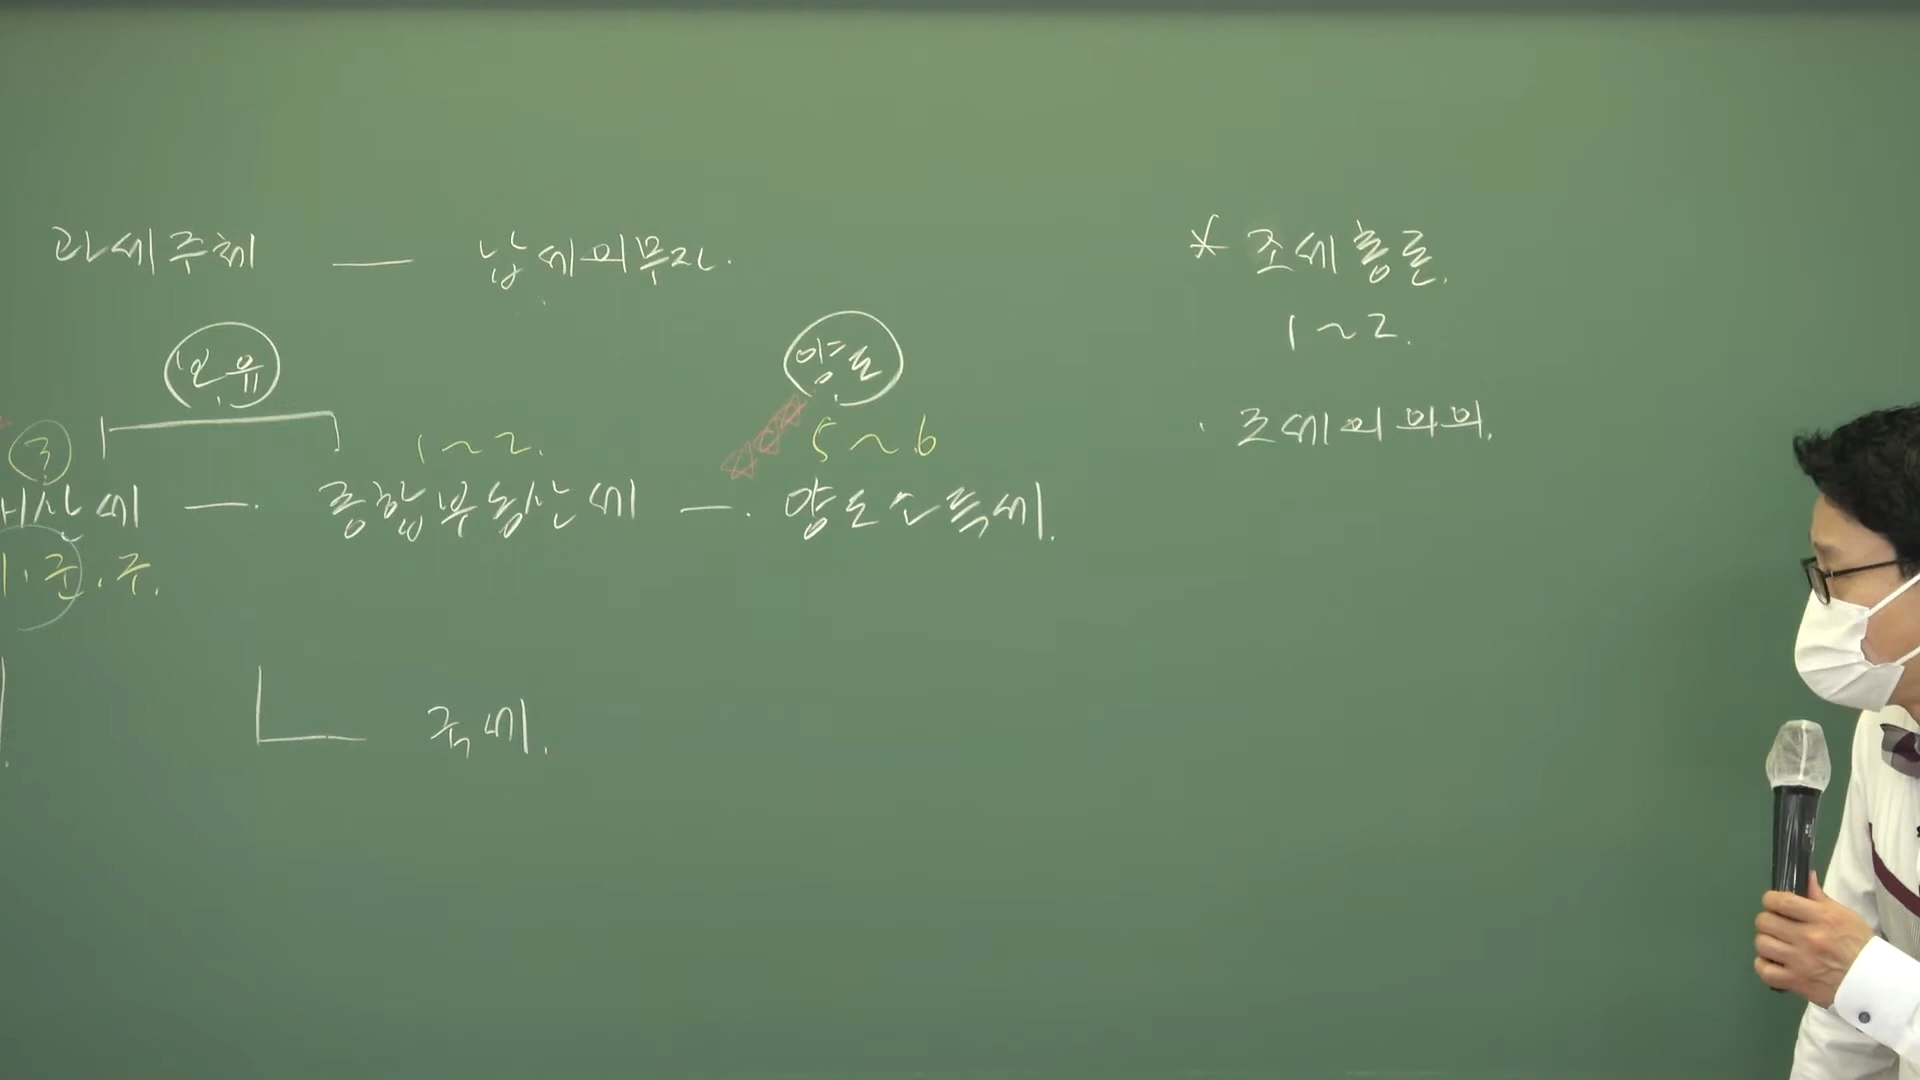 과세주체 — 납세의무자.
보유
양도
③ 1~2. 5~6
재산세 — 종합부동산세 — 양도소득세.
준.주.
국세.
* 조세총론.
1~2.
· 조세의 의의.